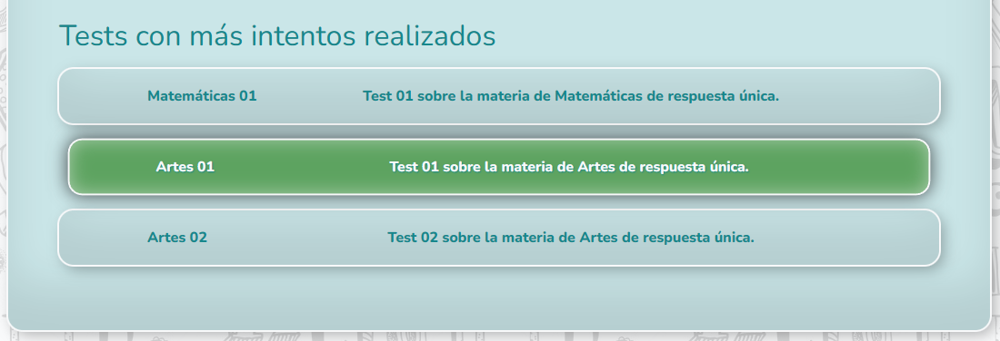 Tests con más intentos realizados
Matemáticas 01 Test 01 sobre la materia de Matemáticas de respuesta única.
Artes 01 Test 01 sobre la materia de Artes de respuesta única.
Artes 02 Test 02 sobre la materia de Artes de respuesta única.